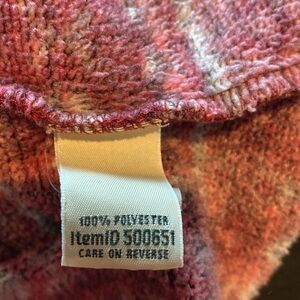 100% POLYESTER
ItemID 500651
CARE ON REVERSE